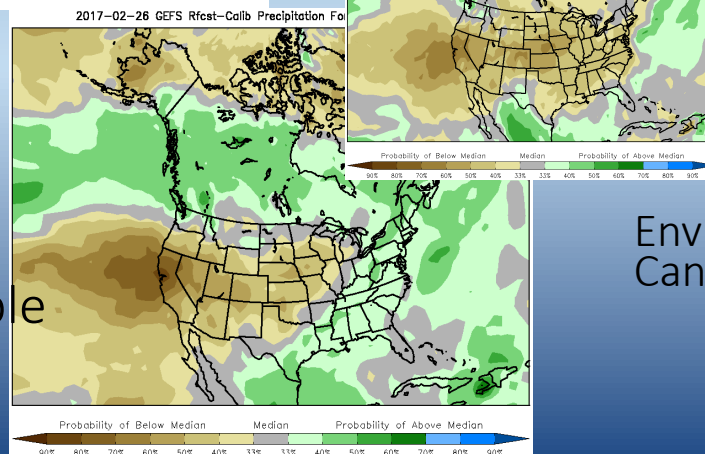 2017-02-26 GEFS Rfcst-Calib Precipitation Fo
Probability of Below Median Median Probability of Above Median
90% 80% 70% 60% 50% 40% 33% 33% 40% 50% 60% 70% 80% 90%
Env
Can
ple
Probability of Below Median Median Probability of Above Median
90% 80% 70% 60% 50% 40% 33% 33% 40% 50% 60% 70% 80% 90%